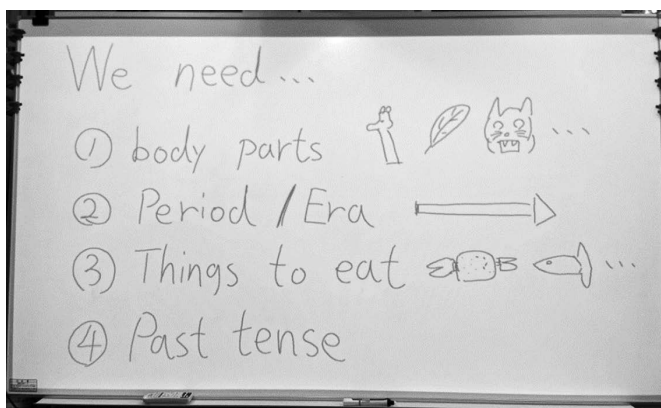 We need...
① body parts ...
② Period / Era
③ Things to eat ...
④ Past tense